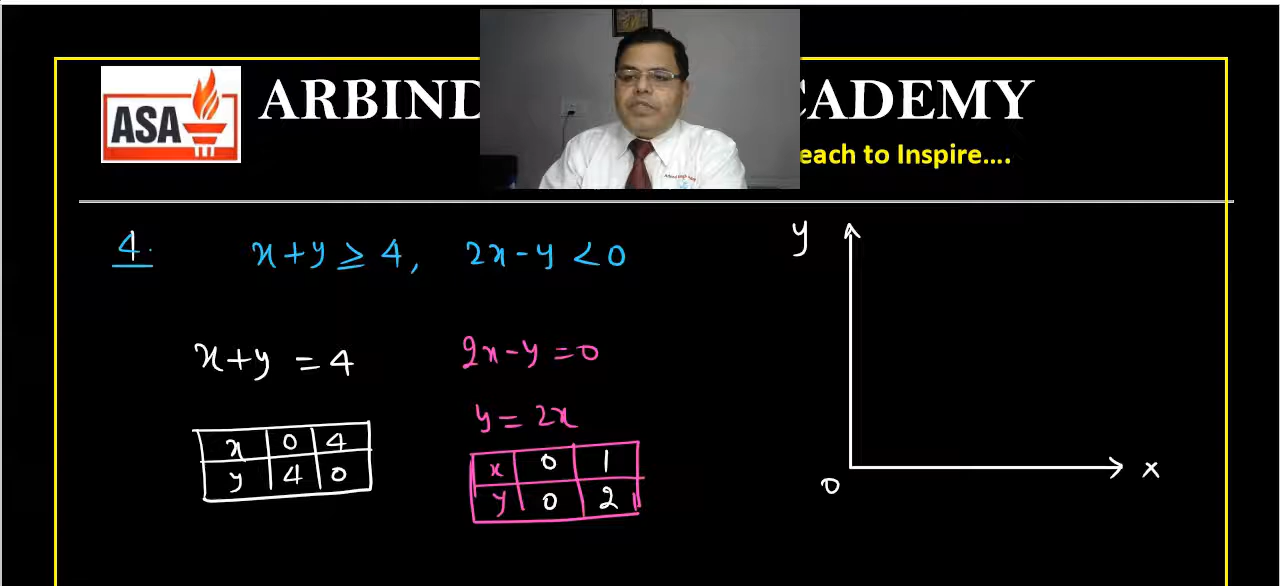 ASA
ARBIND CADEMY
each to Inspire....
4. x+y ≥ 4, 2x-y < 0
x+y = 4
2x-y = 0
y = 2x
x 0 4
y 4 0
x 0 1
y 0 2
y
0
x